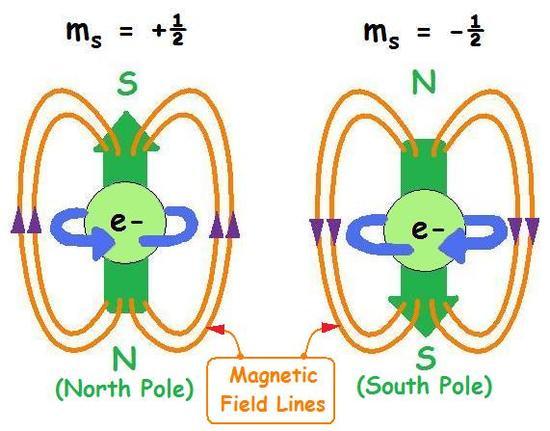 mₛ = +½
mₛ = -½
S
N
e-
e-
N
S
(North Pole)
(South Pole)
Magnetic
Field Lines